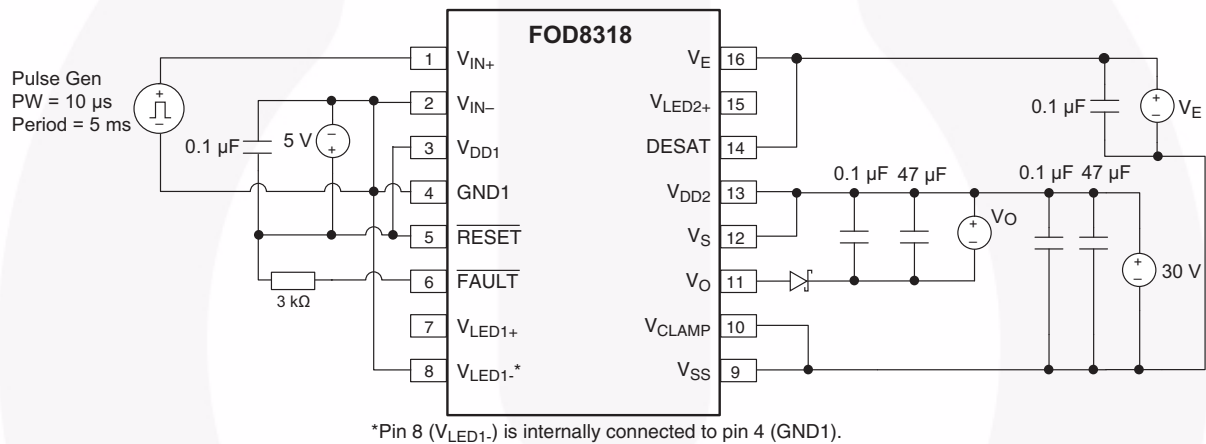 FOD8318
Pulse Gen
PW = 10 µs
Period = 5 ms
+
–
0.1 µF
5 V
–
+
3 kΩ
1 VIN+
2 VIN–
3 VDD1
4 GND1
5 RESET
6 FAULT
7 VLED1+
8 VLED1-*
VE 16
VLED2+ 15
DESAT 14
VDD2 13
VS 12
VO 11
VCLAMP 10
VSS 9
0.1 µF
+
–
VE
0.1 µF 47 µF
+
–
VO
0.1 µF 47 µF
+
–
30 V
*Pin 8 (VLED1-) is internally connected to pin 4 (GND1).